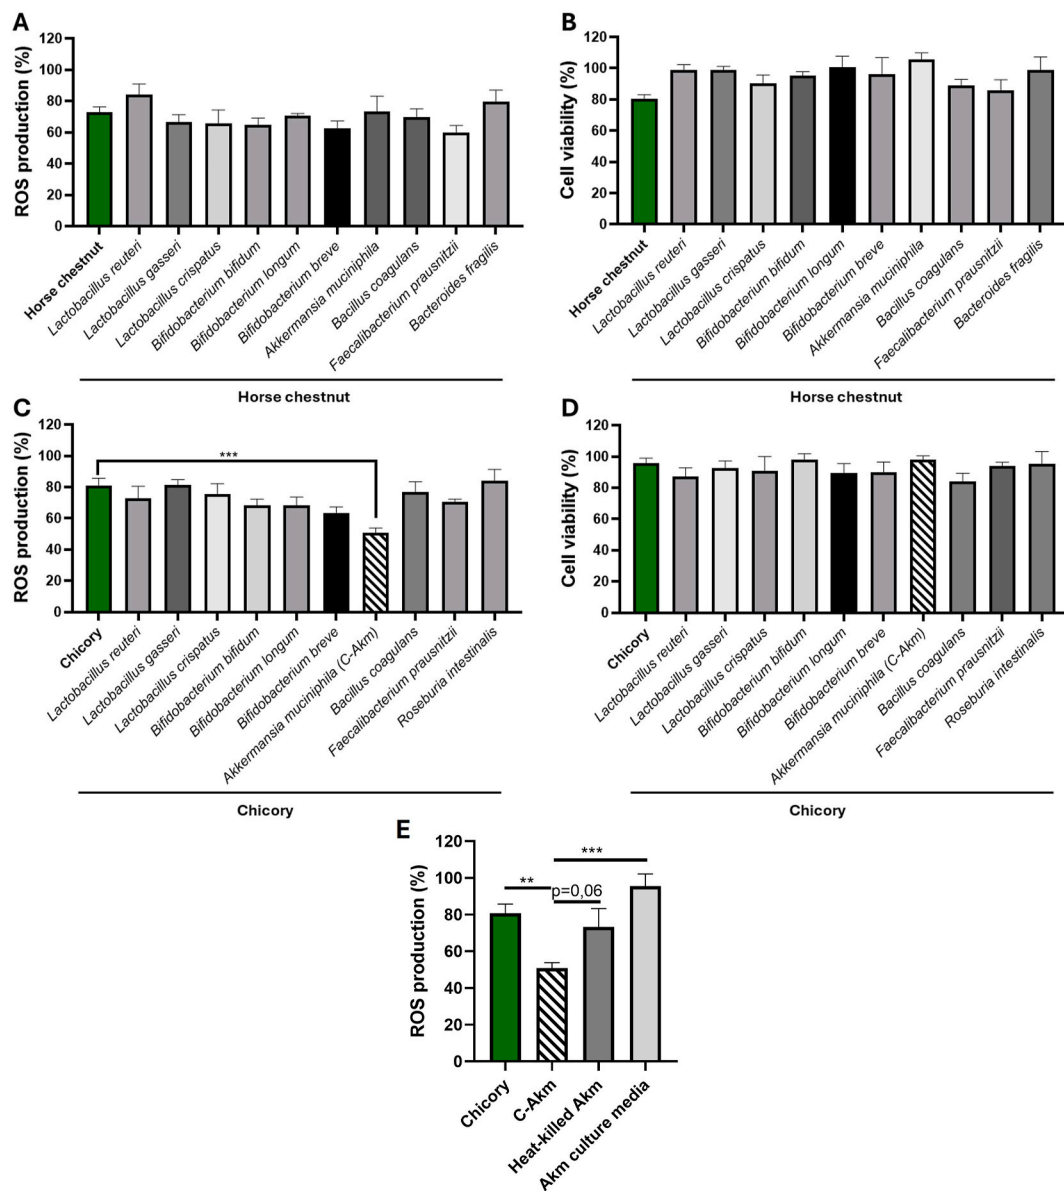 A
ROS production (%)
120
100
80
60
40
20
0
Horse chestnut
Lactobacillus reuteri
Lactobacillus gasseri
Lactobacillus crispatus
Bifidobacterium bifidum
Bifidobacterium longum
Bifidobacterium breve
Akkermansia muciniphila
Bacillus coagulans
Faecalibacterium prausnitzii
Bacteroides fragilis
Horse chestnut
B
Cell viability (%)
120
100
80
60
40
20
0
Horse chestnut
Lactobacillus reuteri
Lactobacillus gasseri
Lactobacillus crispatus
Bifidobacterium bifidum
Bifidobacterium longum
Bifidobacterium breve
Akkermansia muciniphila
Bacillus coagulans
Faecalibacterium prausnitzii
Bacteroides fragilis
Horse chestnut
C
ROS production (%)
120
100
80
60
40
20
0
***
Chicory
Lactobacillus reuteri
Lactobacillus gasseri
Lactobacillus crispatus
Bifidobacterium bifidum
Bifidobacterium longum
Bifidobacterium breve
Akkermansia muciniphila (C-Akm)
Bacillus coagulans
Faecalibacterium prausnitzii
Roseburia intestinalis
Chicory
D
Cell viability (%)
120
100
80
60
40
20
0
Chicory
Lactobacillus reuteri
Lactobacillus gasseri
Lactobacillus crispatus
Bifidobacterium bifidum
Bifidobacterium longum
Bifidobacterium breve
Akkermansia muciniphila (C-Akm)
Bacillus coagulans
Faecalibacterium prausnitzii
Roseburia intestinalis
Chicory
E
ROS production (%)
120
100
80
60
40
20
0
***
**
p=0,06
Chicory
C-Akm
Heat-killed Akm
Akm culture media